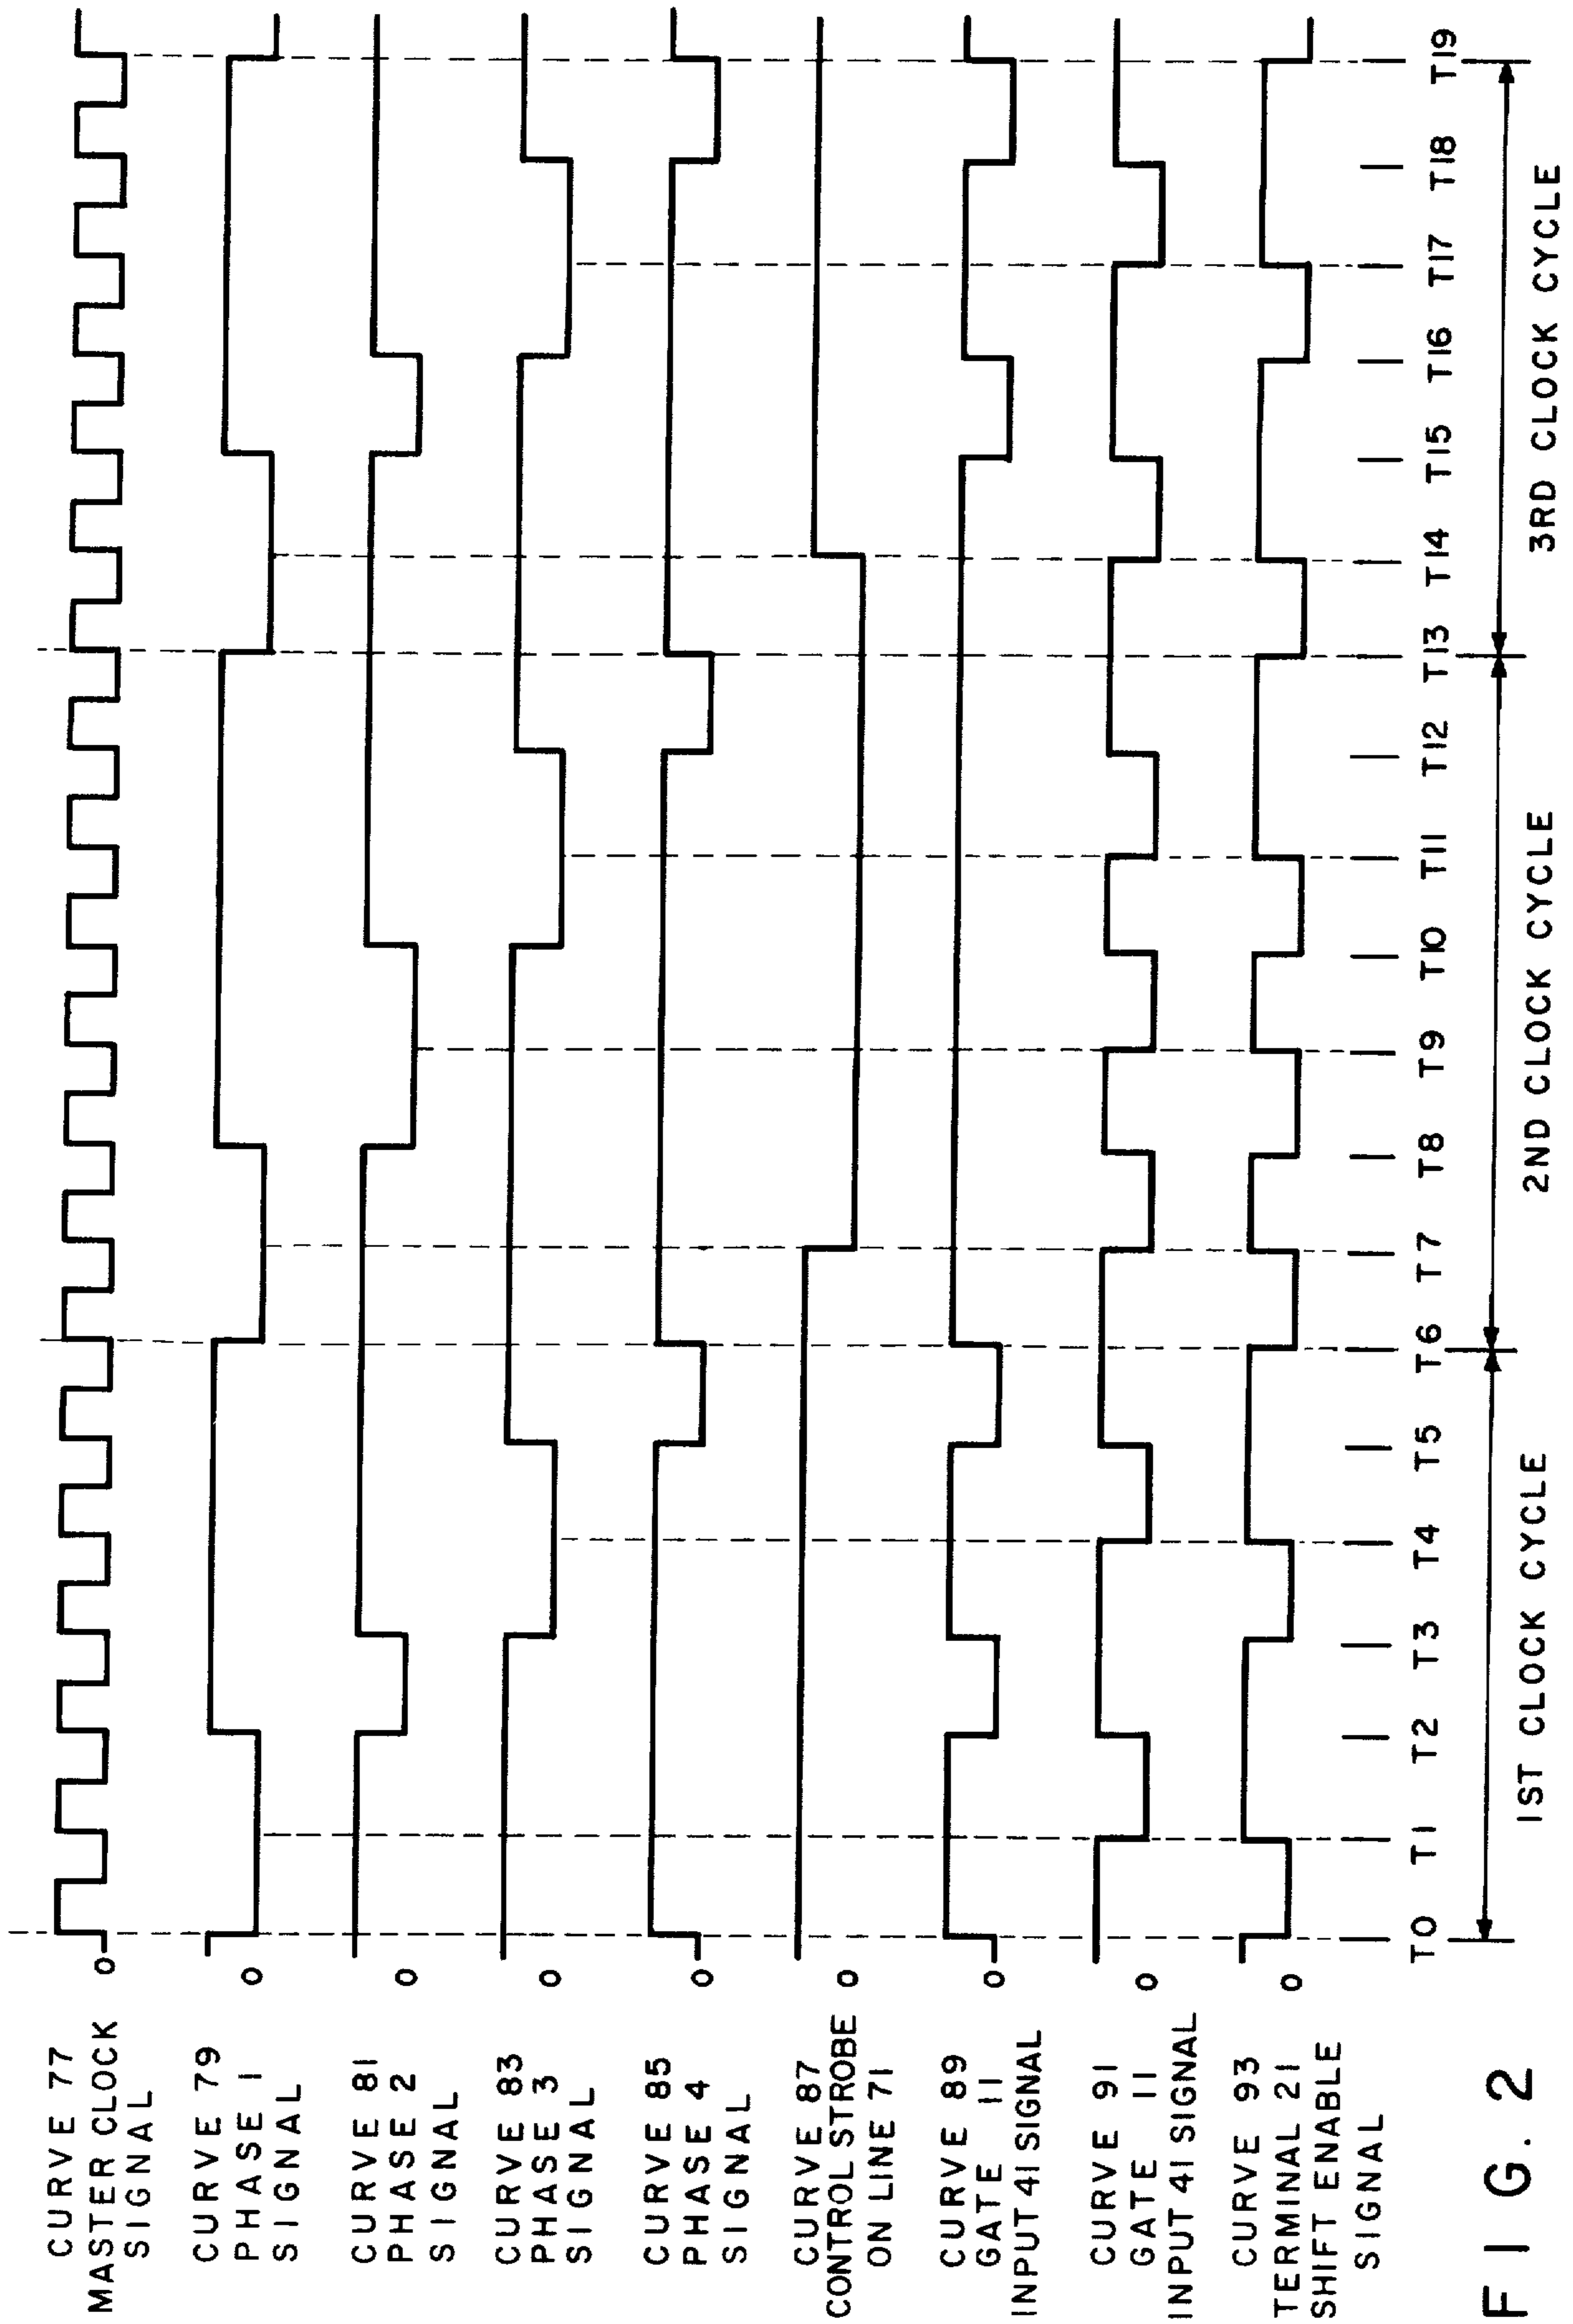 CURVE 77
MASTER CLOCK
SIGNAL
0
CURVE 79
PHASE 1
SIGNAL
0
CURVE 81
PHASE 2
SIGNAL
0
CURVE 83
PHASE 3
SIGNAL
0
CURVE 85
PHASE 4
SIGNAL
0
CURVE 87
CONTROL STROBE
ON LINE 71
0
CURVE 89
GATE 11
INPUT 41 SIGNAL
0
CURVE 91
GATE 11
INPUT 41 SIGNAL
0
CURVE 93
TERMINAL 21
SHIFT ENABLE
SIGNAL
0
T0 T1 T2 T3 T4 T5 T6 T7 T8 T9 T10 T11 T12 T13 T14 T15 T16 T17 T18 T19
1ST CLOCK CYCLE 2ND CLOCK CYCLE 3RD CLOCK CYCLE
FIG. 2